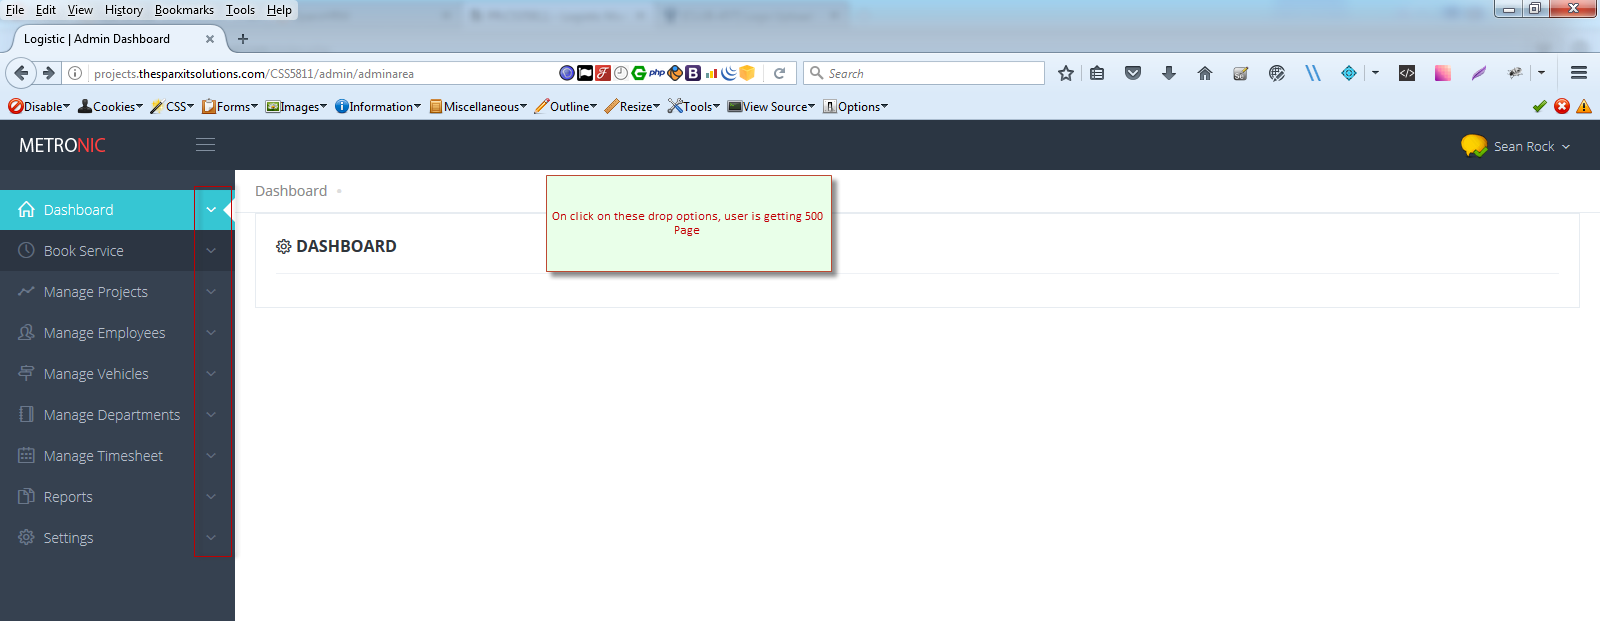 File Edit View History Bookmarks Tools Help
Logistic | Admin Dashboard
projects.thesparxitsolutions.com/CSS5811/admin/adminarea
php
B
Search
Disable Cookies CSS Forms Images Information Miscellaneous Outline Resize Tools View Source Options
METRONIC
Sean Rock
Dashboard
Dashboard
Book Service
Manage Projects
Manage Employees
Manage Vehicles
Manage Departments
Manage Timesheet
Reports
Settings
DASHBOARD
On click on these drop options, user is getting 500
Page